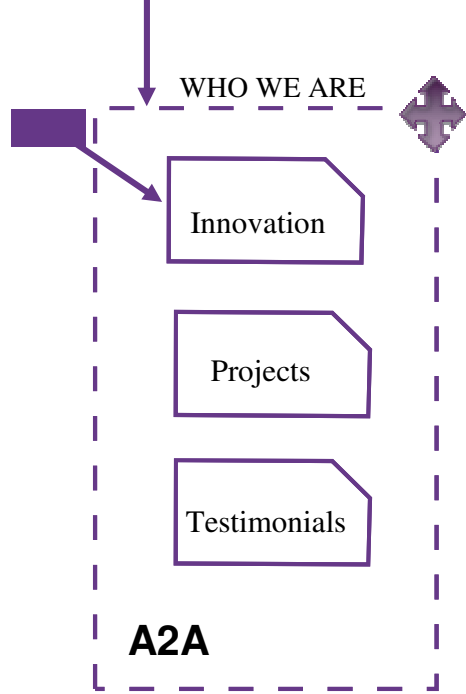 WHO WE ARE
Innovation
Projects
Testimonials
A2A